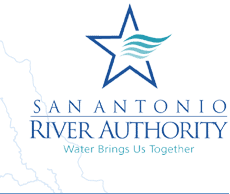 SAN ANTONIO
RIVER AUTHORITY
Water Brings Us Together